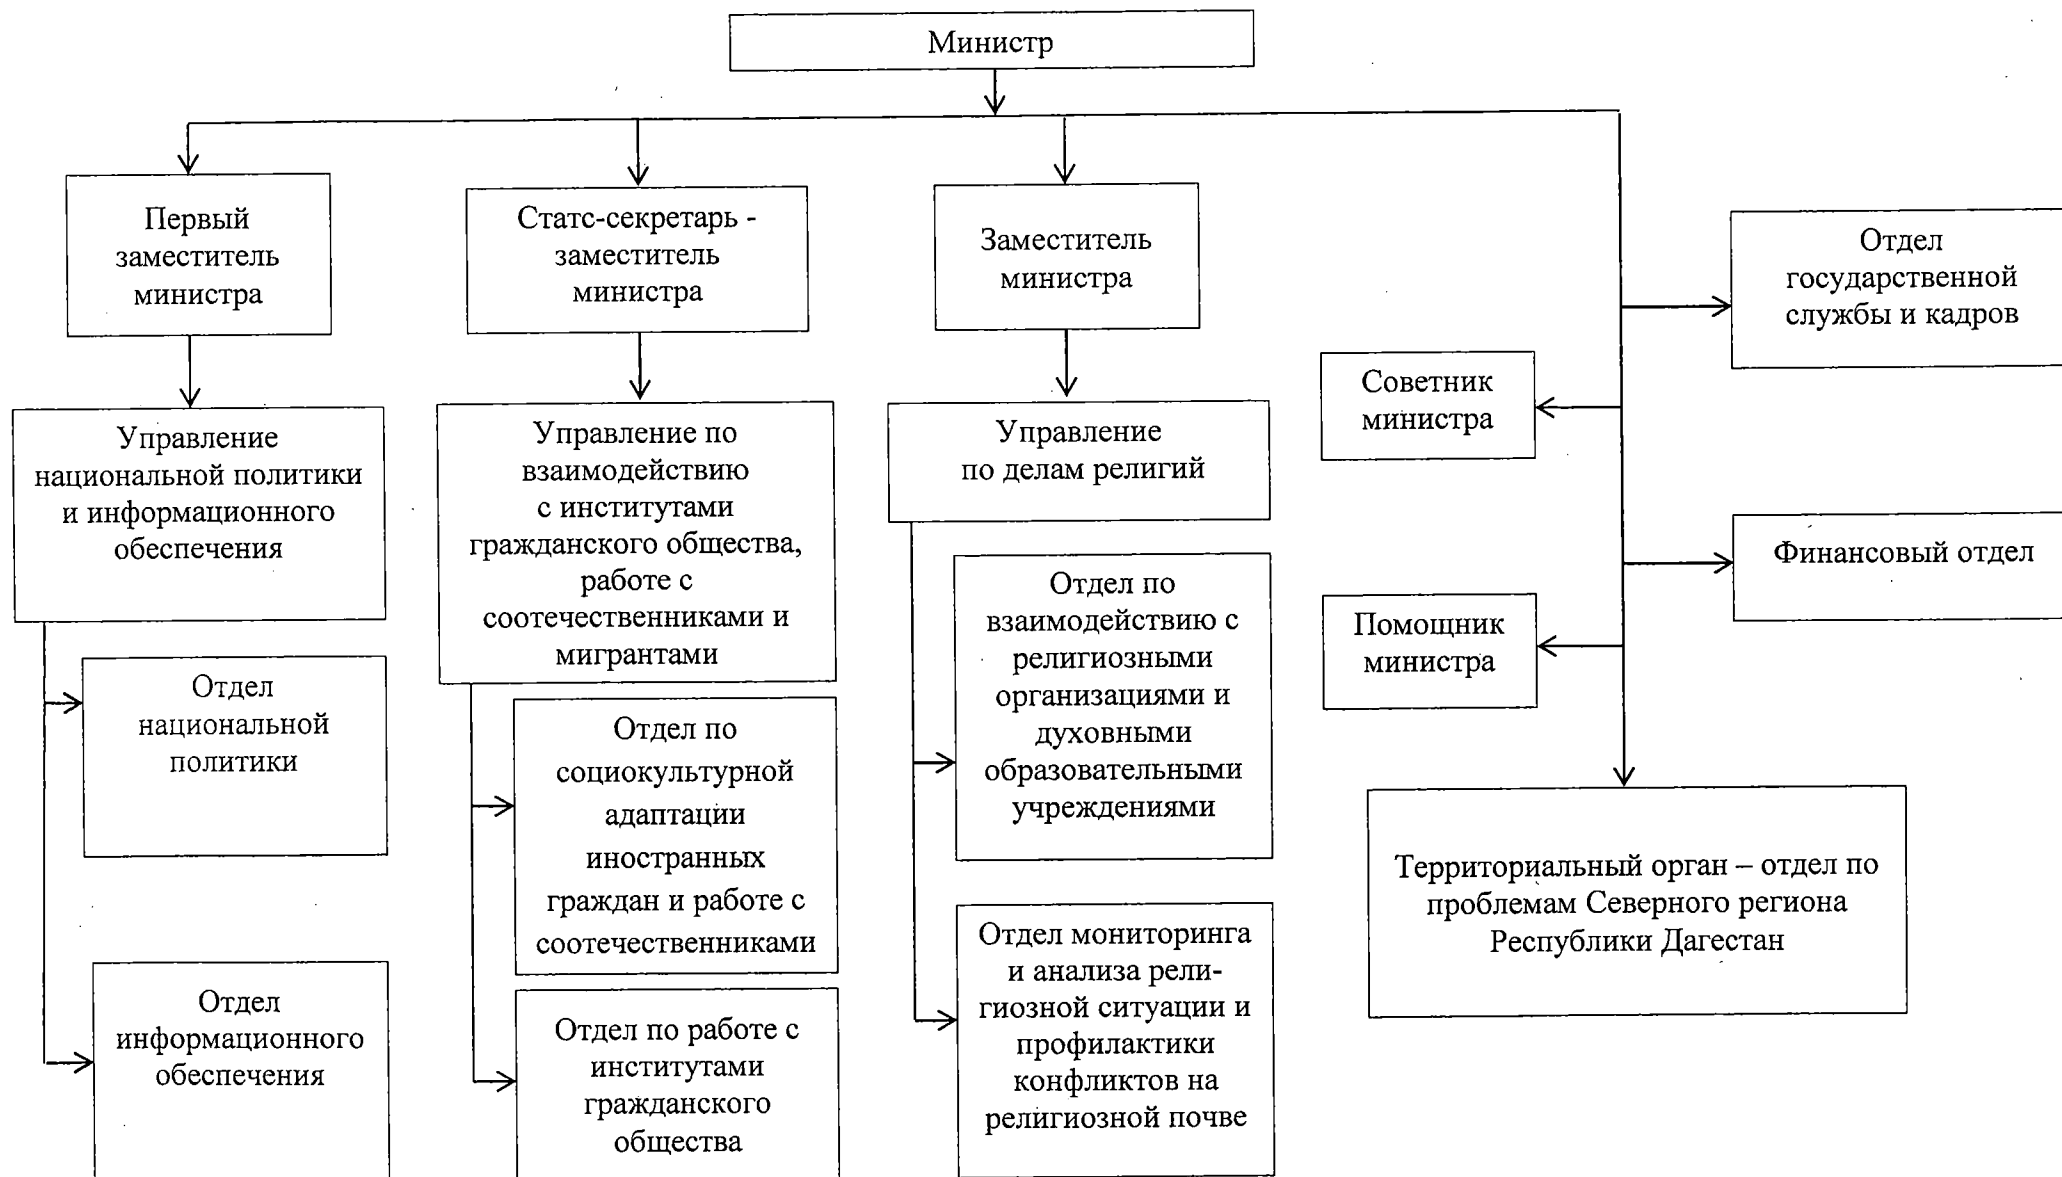 Министр
Первый
заместитель
министра
Статс-секретарь -
заместитель
министра
Заместитель
министра
Отдел
государственной
службы и кадров
Советник
министра
Управление
национальной политики
и информационного
обеспечения
Управление по
взаимодействию
с институтами
гражданского общества,
работе с
соотечественниками и
мигрантами
Управление
по делам религий
Финансовый отдел
Помощник
министра
Отдел
национальной
политики
Отдел по
социокультурной
адаптации
иностранных
граждан и работе с
соотечественниками
Отдел по
взаимодействию с
религиозными
организациями и
духовными
образовательными
учреждениями
Территориальный орган – отдел по
проблемам Северного региона
Республики Дагестан
Отдел
информационного
обеспечения
Отдел по работе с
институтами
гражданского
общества
Отдел мониторинга
и анализа рели-
гиозной ситуации и
профилактики
конфликтов на
религиозной почве